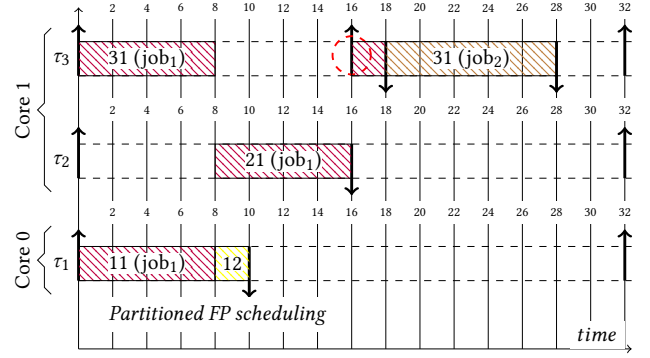 2 4 6 8 10 12 14 16 18 20 22 24 26 28 30 32
Core 1
τ3
31 (job1)
31 (job2)
2 4 6 8 10 12 14 16 18 20 22 24 26 28 30 32
τ2
21 (job1)
2 4 6 8 10 12 14 16 18 20 22 24 26 28 30 32
Core 0
τ1
11 (job1)
12
Partitioned FP scheduling
time